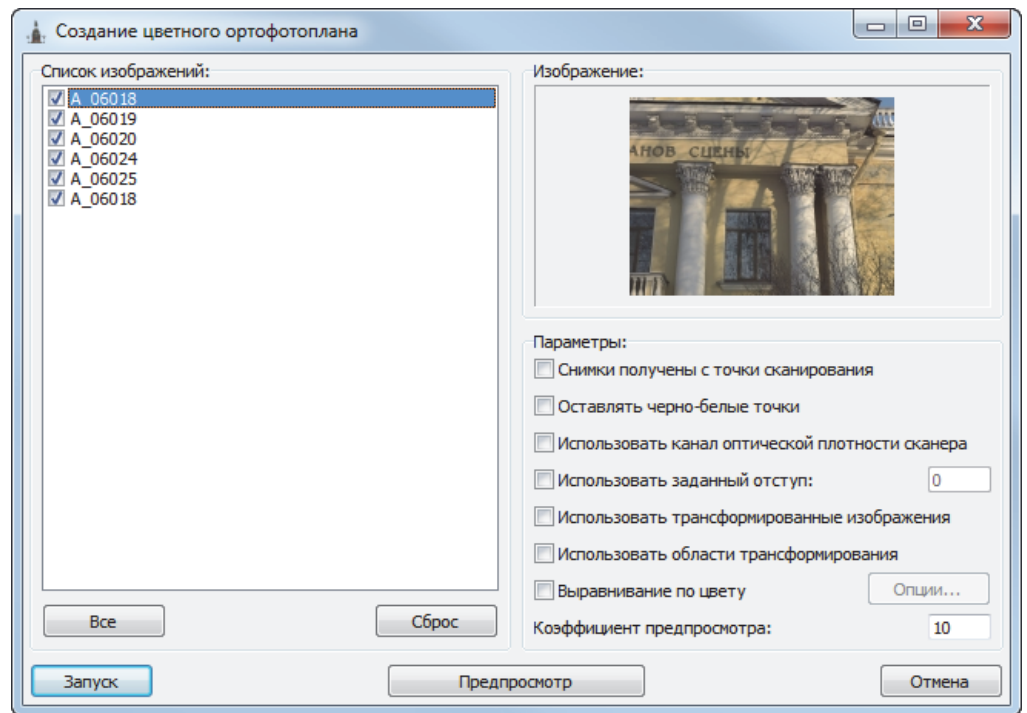 Создание цветного ортофотоплана
Список изображений:
A_06018
A_06019
A_06020
A_06024
A_06025
A_06018
Все
Сброс
Изображение:
АНОВ СЦЕНЫ
Параметры:
Снимки получены с точки сканирования
Оставлять черно-белые точки
Использовать канал оптической плотности сканера
Использовать заданный отступ: 0
Использовать трансформированные изображения
Использовать области трансформирования
Выравнивание по цвету Опции...
Коэффициент предпросмотра: 10
Запуск
Предпросмотр
Отмена